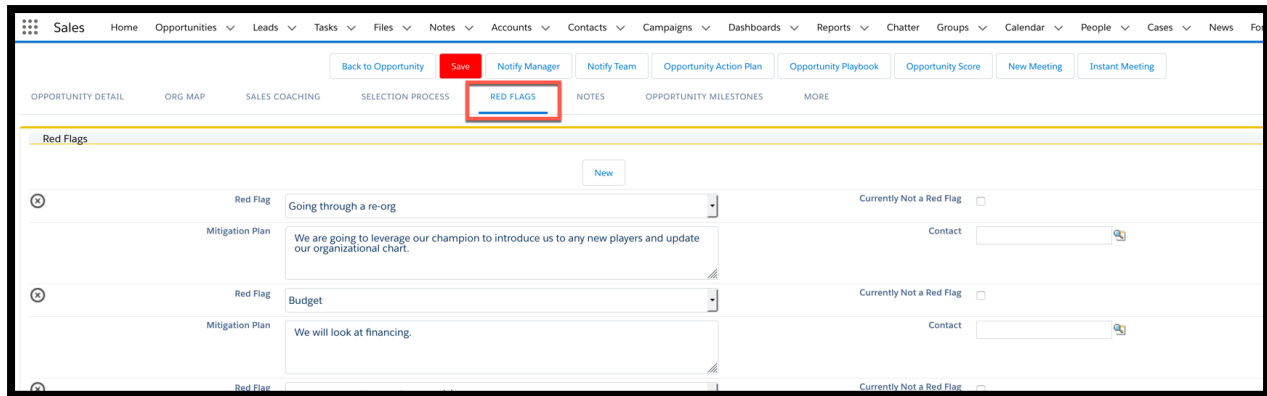 Sales Home Opportunities Leads Tasks Files Notes Accounts Contacts Campaigns Dashboards Reports Chatter Groups Calendar People Cases News
Back to Opportunity Save Notify Manager Notify Team Opportunity Action Plan Opportunity Playbook Opportunity Score New Meeting Instant Meeting
OPPORTUNITY DETAIL ORG MAP SALES COACHING SELECTION PROCESS RED FLAGS NOTES OPPORTUNITY MILESTONES MORE
Red Flags
New
Red Flag Going through a re-org Currently Not a Red Flag
Mitigation Plan We are going to leverage our champion to introduce us to any new players and update Contact
our organizational chart.
Red Flag Budget Currently Not a Red Flag
Mitigation Plan We will look at financing. Contact
Red Flag Currently Not a Red Flag